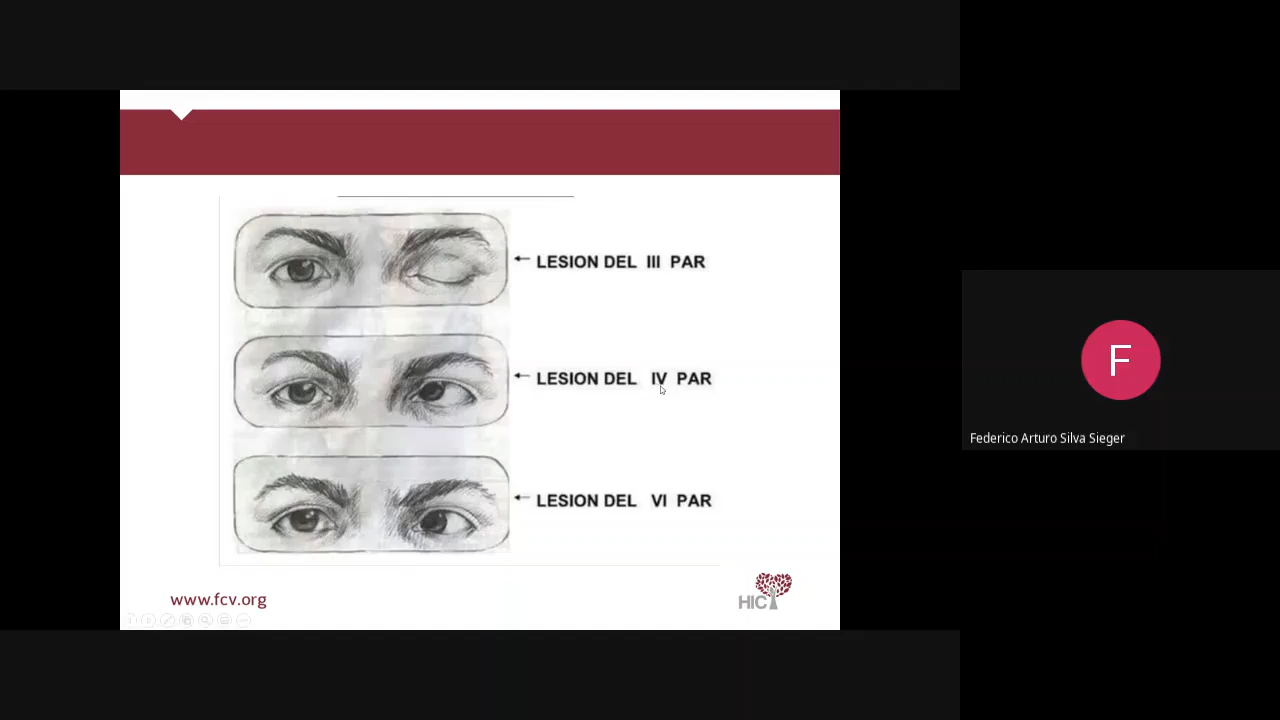 LESION DEL III PAR
LESION DEL IV PAR
LESION DEL VI PAR
www.fcv.org
HIC
F
Federico Arturo Silva Sieger